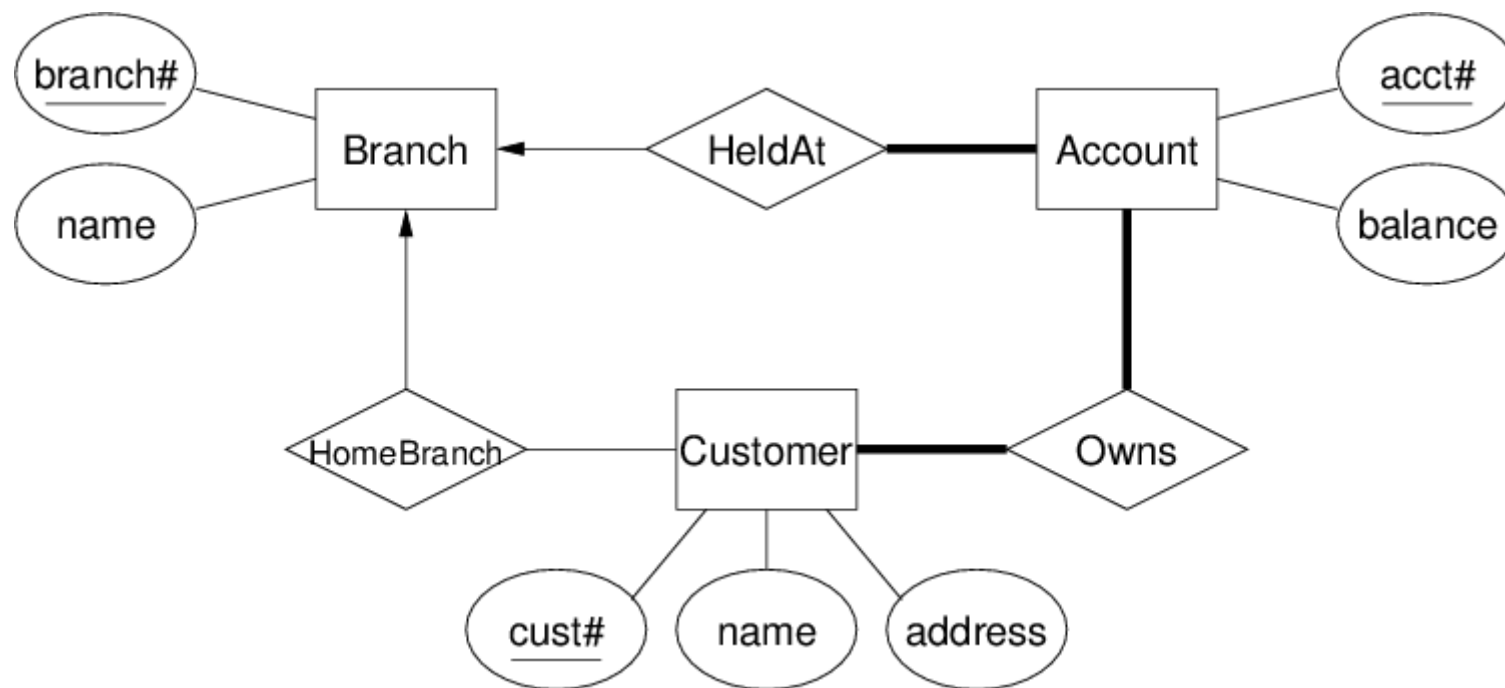 branch#
name
Branch
HeldAt
Account
acct#
balance
HomeBranch
Customer
Owns
cust#
name
address